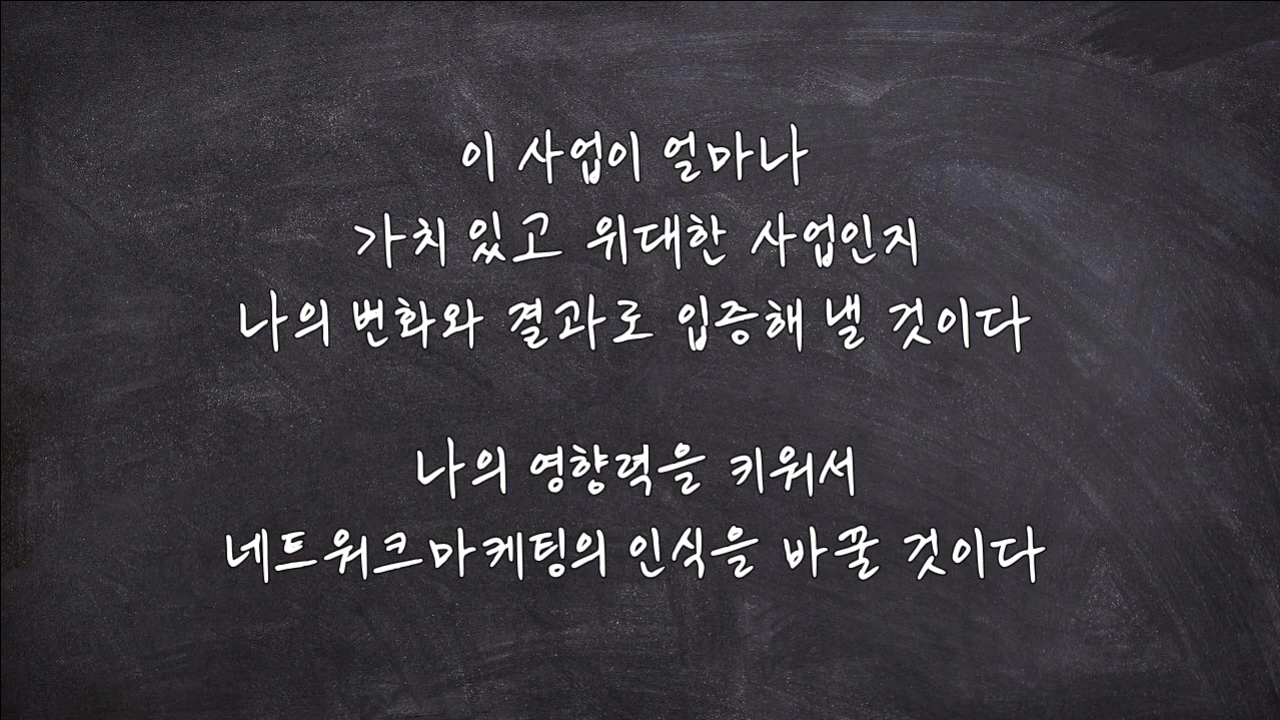 이 사업이 얼마나
가치 있고 위대한 사업인지
나의 변화와 결과로 입증해 낼 것이다
나의 영향력을 키워서
네트워크마케팅의 인식을 바꿀 것이다